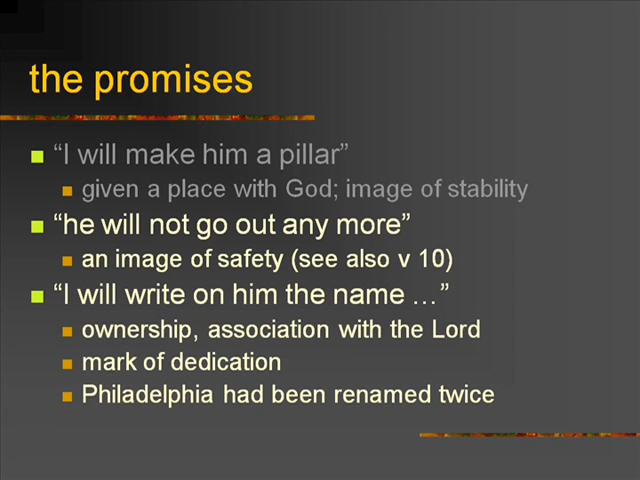 the promises
“I will make him a pillar”
given a place with God; image of stability
“he will not go out any more”
an image of safety (see also v 10)
“I will write on him the name …”
ownership, association with the Lord
mark of dedication
Philadelphia had been renamed twice